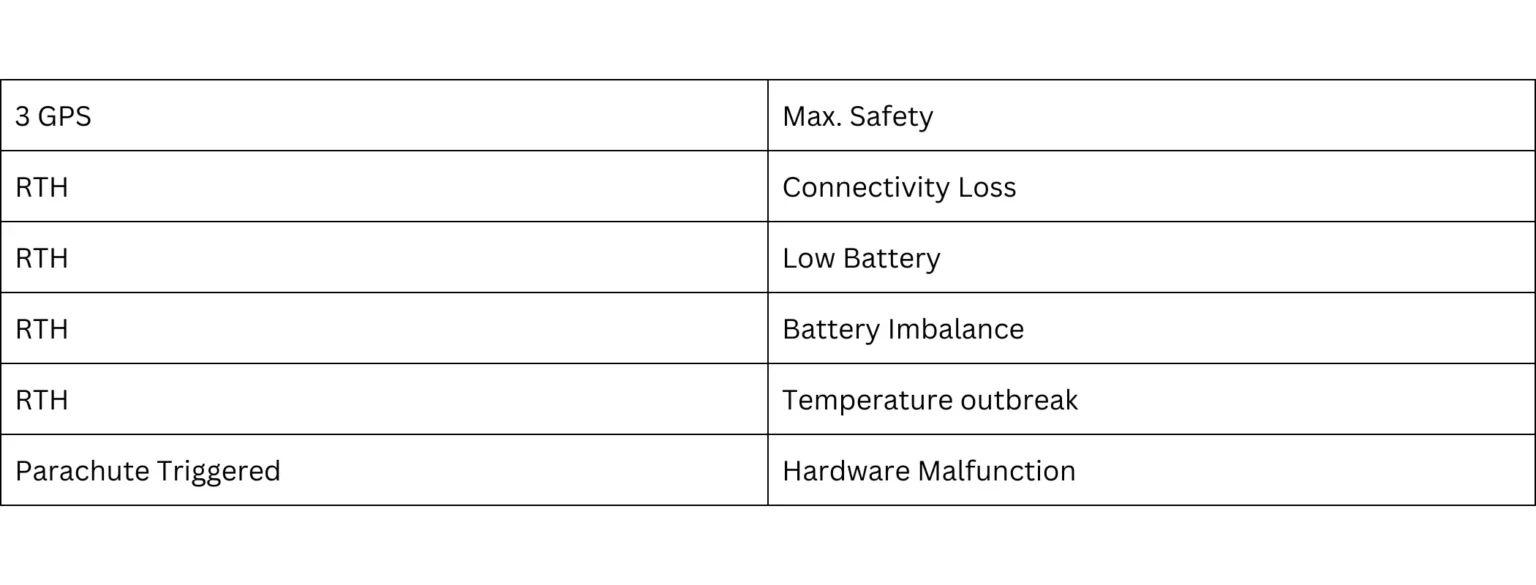 3 GPS Max. Safety
RTH Connectivity Loss
RTH Low Battery
RTH Battery Imbalance
RTH Temperature outbreak
Parachute Triggered Hardware Malfunction